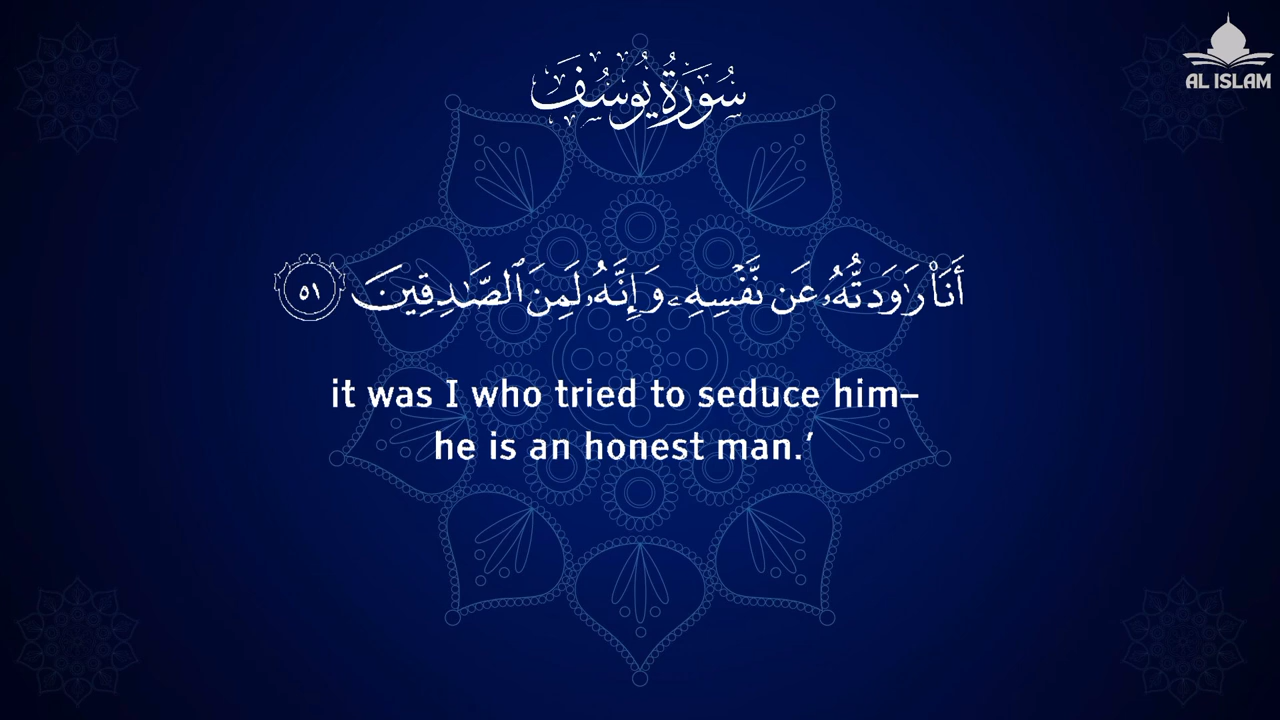 سُورَةُ يُوسُفَ
AL ISLAM
أَنَا۠ رَٰوَدتُّهُۥ عَن نَّفْسِهِۦ وَإِنَّهُۥ لَمِنَ ٱلصَّٰدِقِينَ ٥١
it was I who tried to seduce him–
he is an honest man.’